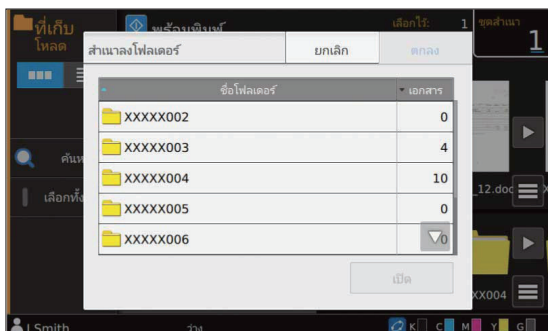 ที่เก็บ
โหลด
พร้อมพิมพ์
เลือกไว้: 1
ชุดสำเนา
1
สำเนาลงโฟลเดอร์
ยกเลิก
ตกลง
ชื่อโฟลเดอร์
เอกสาร
XXXXX002 0
XXXXX003 4
XXXXX004 10
XXXXX005 0
XXXXX006 0
ค้นห
เลือกทั้ง
_12.doc
XX004
เปิด
J.Smith
ว่าง
K C M Y G